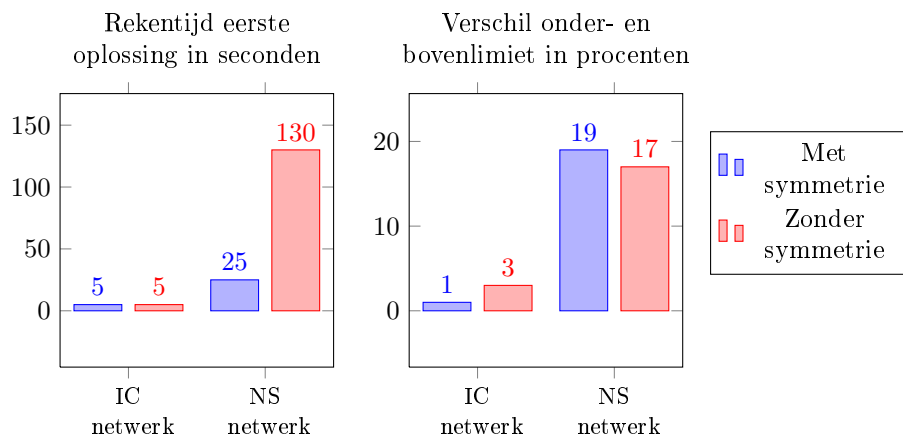 Rekentijd eerste
oplossing in seconden
150
100
50
0
5
5
25
130
IC
netwerk
NS
netwerk
Verschil onder- en
bovenlimiet in procenten
20
10
0
1
3
19
17
IC
netwerk
NS
netwerk
Met
symmetrie
Zonder
symmetrie